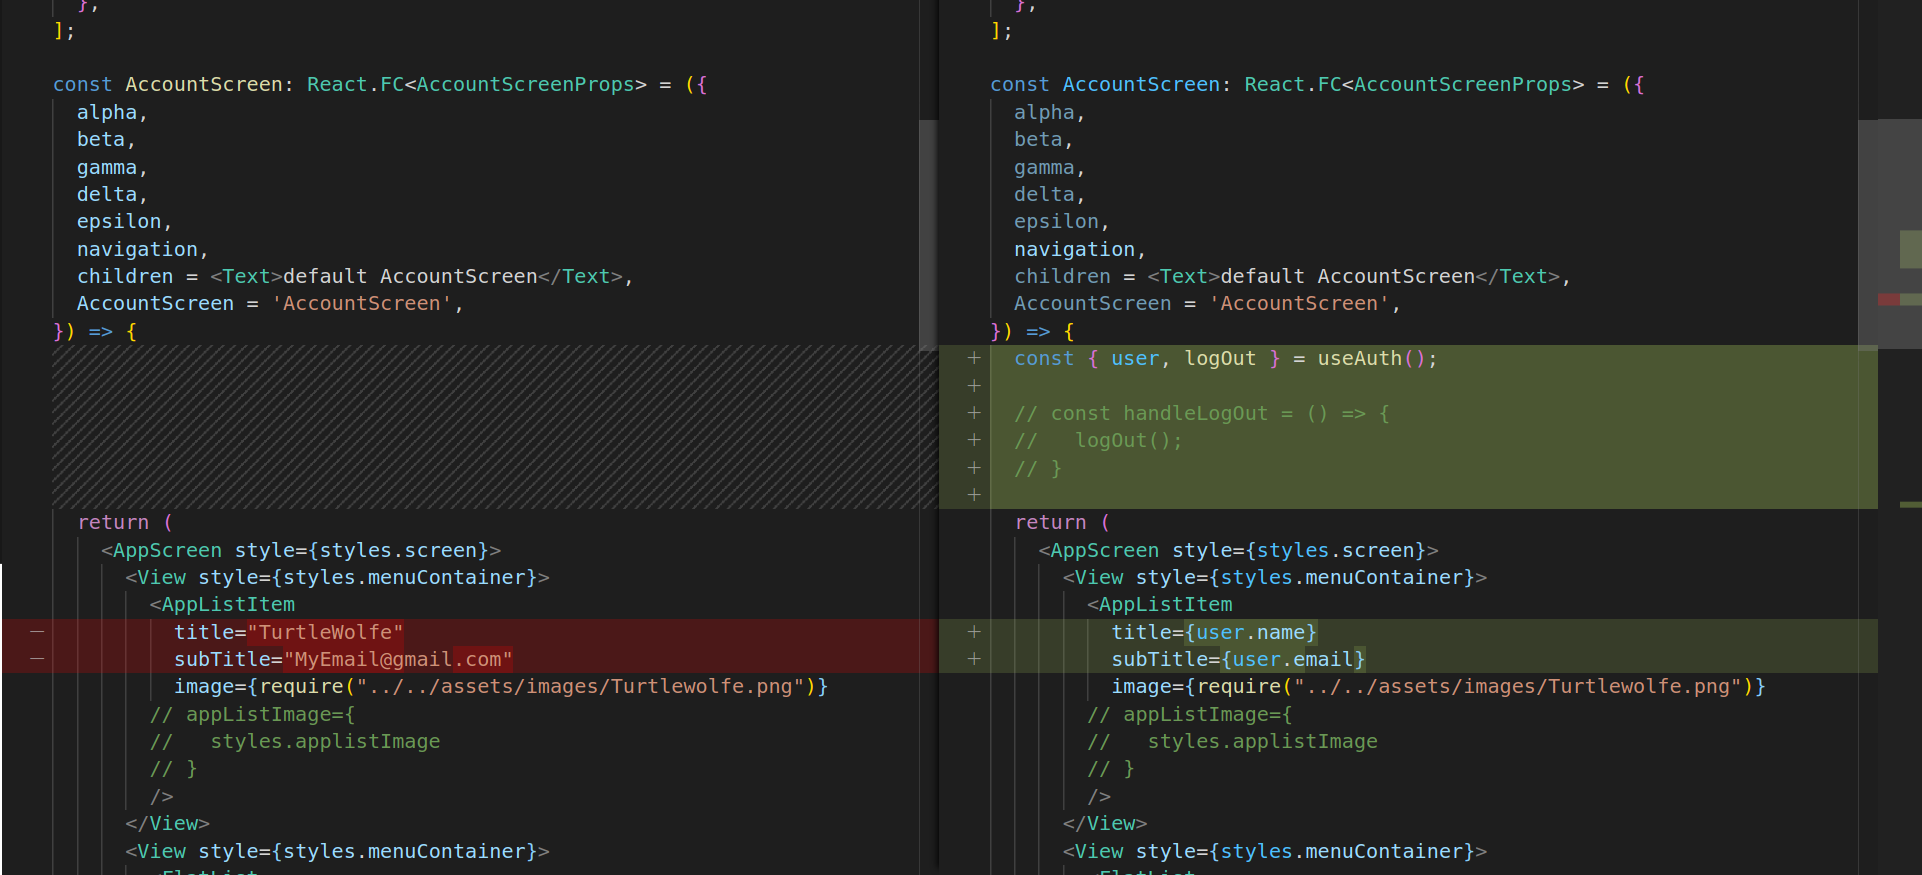 },
];
const AccountScreen: React.FC<AccountScreenProps> = ({
  alpha,
  beta,
  gamma,
  delta,
  epsilon,
  navigation,
  children = <Text>default AccountScreen</Text>,
  AccountScreen = 'AccountScreen',
}) => {
  return (
    <AppScreen style={styles.screen}>
      <View style={styles.menuContainer}>
        <AppListItem
—         title="TurtleWolfe"
—         subTitle="MyEmail@gmail.com"
          image={require("../../assets/images/Turtlewolfe.png")}
        // appListImage={
        //   styles.applistImage
        // }
        />
      </View>
      <View style={styles.menuContainer}>
        <FlatList
},
];
const AccountScreen: React.FC<AccountScreenProps> = ({
  alpha,
  beta,
  gamma,
  delta,
  epsilon,
  navigation,
  children = <Text>default AccountScreen</Text>,
  AccountScreen = 'AccountScreen',
}) => {
+ const { user, logOut } = useAuth();
+
+ // const handleLogOut = () => {
+ //   logOut();
+ // }
+
  return (
    <AppScreen style={styles.screen}>
      <View style={styles.menuContainer}>
        <AppListItem
+         title={user.name}
+         subTitle={user.email}
          image={require("../../assets/images/Turtlewolfe.png")}
        // appListImage={
        //   styles.applistImage
        // }
        />
      </View>
      <View style={styles.menuContainer}>
        <FlatList